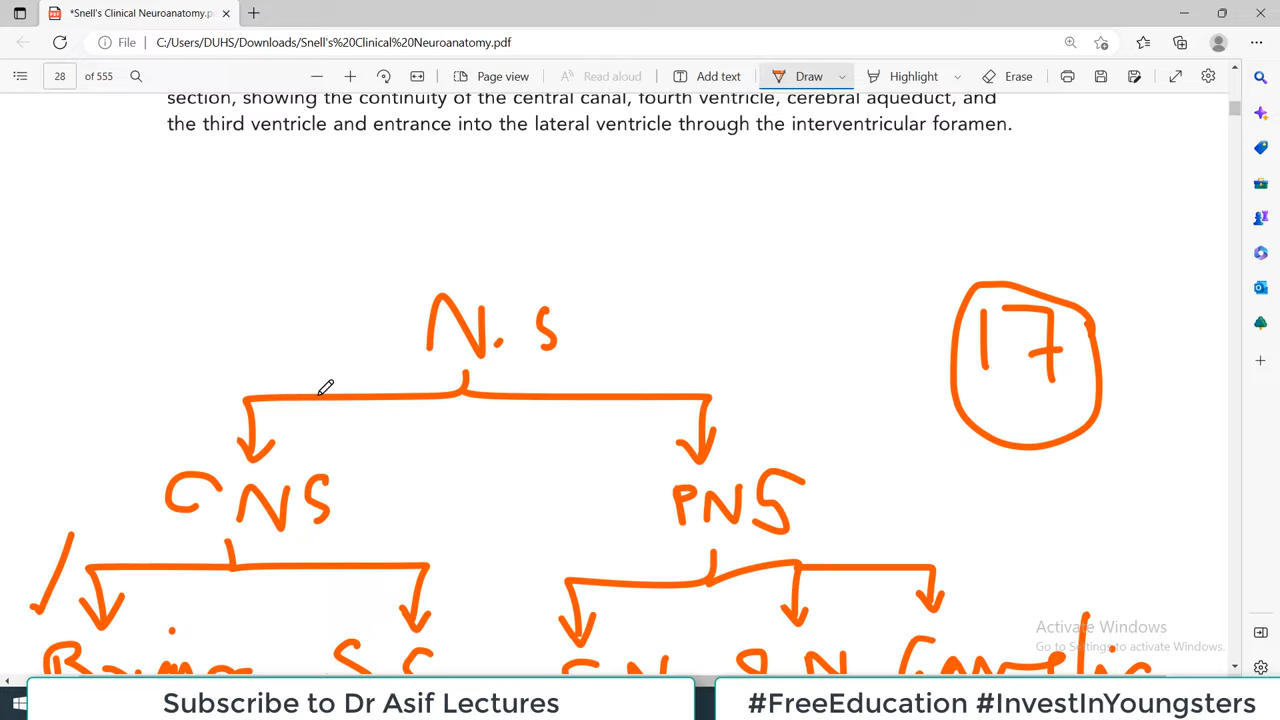 *Snell's Clinical Neuroanatomy.p
File C:/Users/DUHS/Downloads/Snell's%20Clinical%20Neuroanatomy.pdf
28 of 555 Page view Read aloud Add text Draw Highlight Erase
section, showing the continuity of the central canal, fourth ventricle, cerebral aqueduct, and
the third ventricle and entrance into the lateral ventricle through the interventricular foramen.
N.S
17
CNS PNS
S C
Activate Windows
Go to Settings to activate Windows.
Subscribe to Dr Asif Lectures #FreeEducation #InvestInYoungsters